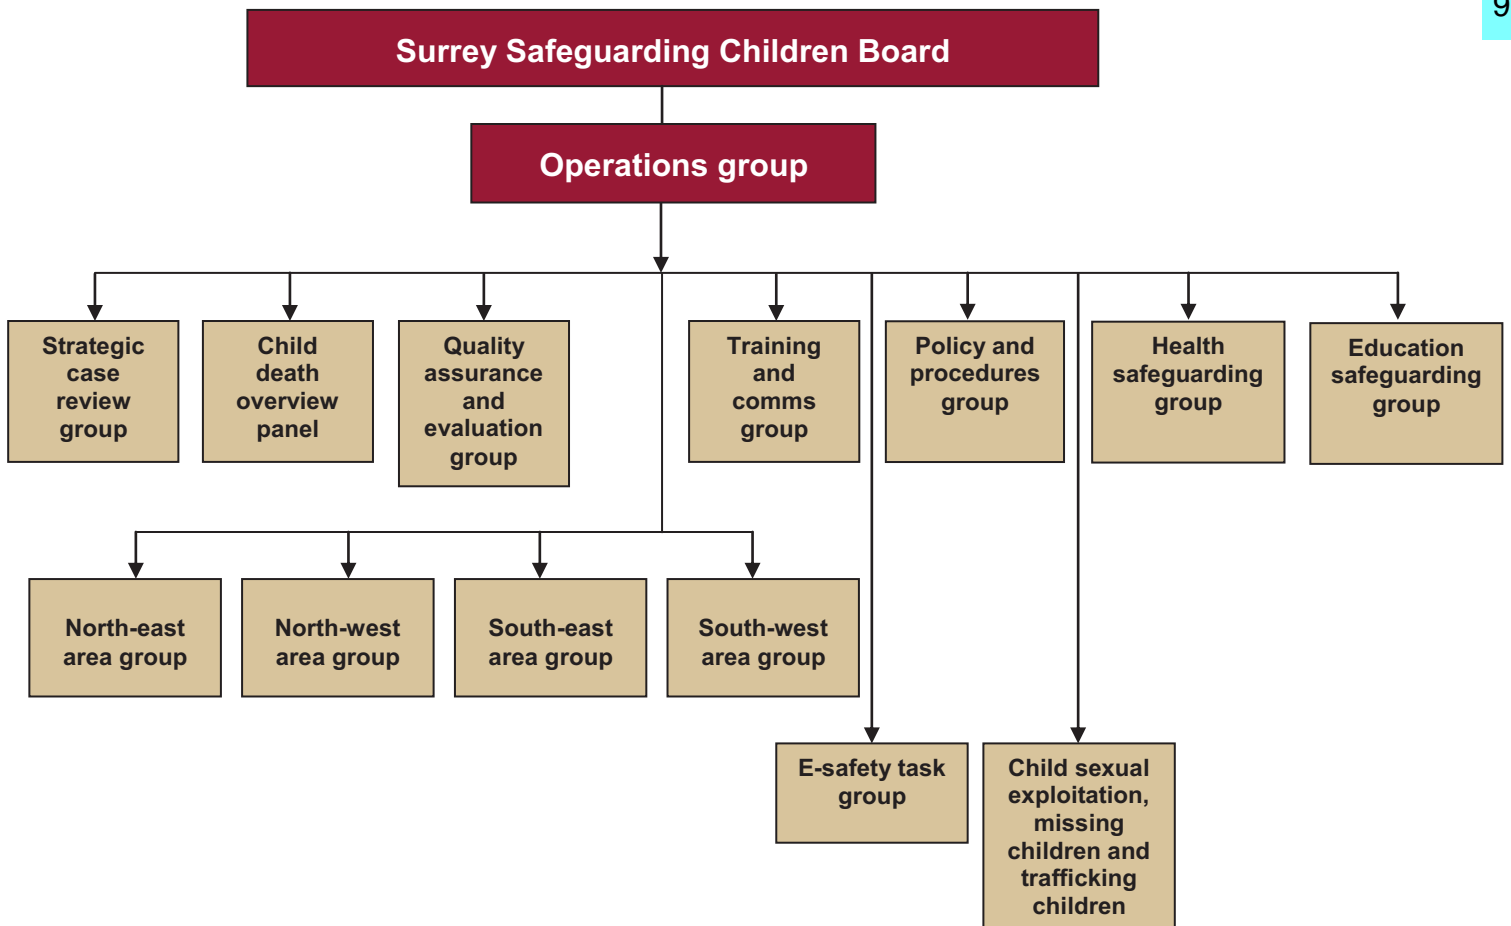 9
Surrey Safeguarding Children Board
Operations group
Strategic
case
review
group
Child
death
overview
panel
Quality
assurance
and
evaluation
group
Training
and
comms
group
Policy and
procedures
group
Health
safeguarding
group
Education
safeguarding
group
North-east
area group
North-west
area group
South-east
area group
South-west
area group
E-safety task
group
Child sexual
exploitation,
missing
children and
trafficking
children